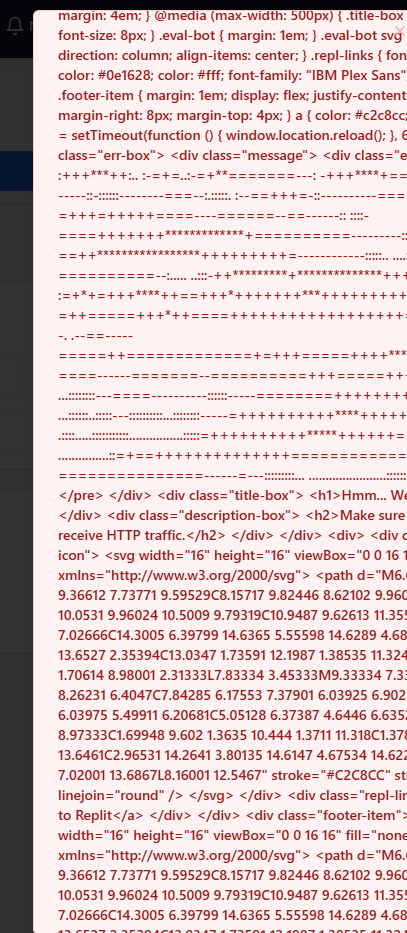 margin: 4em; } @media (max-width: 500px) { .title-box
font-size: 8px; } .eval-bot { margin: 1em; } .eval-bot svg
direction: column; align-items: center; } .repl-links { fon
color: #0e1628; color: #fff; font-family: "IBM Plex Sans"
.footer-item { margin: 1em; display: flex; justify-content
margin-right: 8px; margin-top: 4px; } a { color: #c2c8cc;
= setTimeout(function () { window.location.reload(); }, 6
class="err-box"> <div class="message"> <div class="e
:+++***++:.. :-=+=..:-=+**=======---: -+++****+==
-----::-::::::--------===--:.:::::. :--==+++=-::----------===
=+++=+++++====----======--==------:: ::::-
====+++++++*************+==========---------::
==++*****************+++++++++=-----------:::::.. ....
==========--:..... ..:::-++*********+**************+++
:=+*+=+++****++==+++*+++++++***++++++++++
=++=====+++*++====++++++++++++++++++++++
-. .--==-----
=====++============+=+++=====++++***
====------=======--==========+++=====++
...::::::::---====----------::::::-----========++++++++
...::::::..:::::---::::::::::...::::::::-----=++++++++++****++++
.::::.....:::::::::::...............:::::=++++++++++*****++++++=
...............::=+==++++++++++++++============
===============------=---:::::::::... ......................::::::
</pre> </div> <div class="title-box"> <h1>Hmm... We
</div> <div class="description-box"> <h2>Make sure
receive HTTP traffic.</h2> </div> </div> <div> <div c
icon"> <svg width="16" height="16" viewBox="0 0 16 1
xmlns="http://www.w3.org/2000/svg"> <path d="M6.
9.36612 7.73771 9.59529C8.15717 9.82446 8.62102 9.960
10.0531 9.96024 10.5009 9.79319C10.9487 9.62613 11.355
7.02666C14.3005 6.39799 14.6365 5.55598 14.6289 4.68
13.6527 2.35394C13.0347 1.73591 12.1987 1.38535 11.324
1.70614 8.98001 2.31333L7.83334 3.45333M9.33334 7.3
8.26231 6.4047C7.84285 6.17553 7.37901 6.03925 6.902
6.03975 5.49911 6.20681C5.05128 6.37387 4.6446 6.6352
8.97333C1.69948 9.602 1.3635 10.444 1.3711 11.318C1.378
13.6461C2.96531 14.2641 3.80135 14.6147 4.67534 14.622
7.02001 13.6867L8.16001 12.5467" stroke="#C2C8CC" str
linejoin="round" /> </svg> </div> <div class="repl-lin
to Replit</a> </div> </div> <div class="footer-item">
width="16" height="16" viewBox="0 0 16 16" fill="none
xmlns="http://www.w3.org/2000/svg"> <path d="M6.
9.36612 7.73771 9.59529C8.15717 9.82446 8.62102 9.960
10.0531 9.96024 10.5009 9.79319C10.9487 9.62613 11.355
7.02666C14.3005 6.39799 14.6365 5.55598 14.6289 4.68